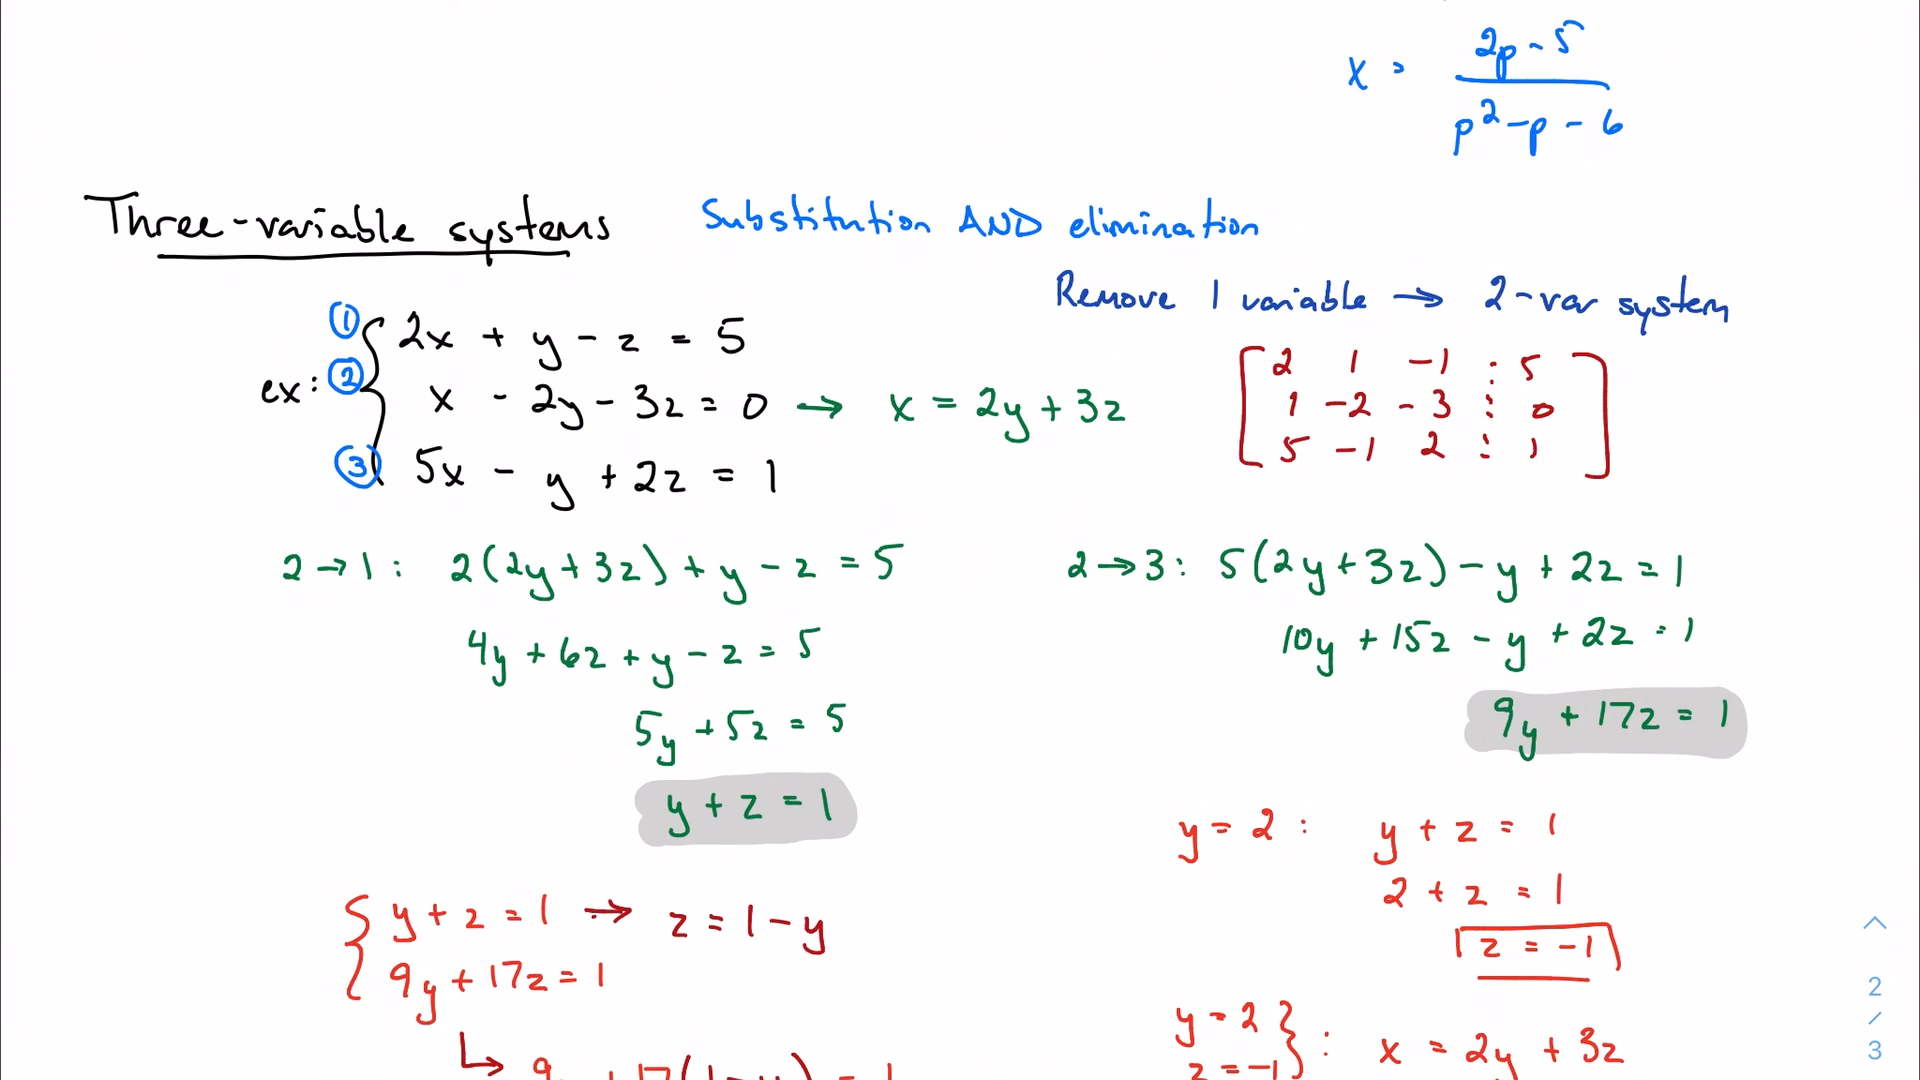 x = 2p - 5
p² - p - 6
Three-variable systems
Substitution AND elimination
Remove 1 variable → 2-var system
ex:
① 2x + y - z = 5
② x - 2y - 3z = 0 → x = 2y + 3z
③ 5x - y + 2z = 1
2 1 -1 ⋮ 5
1 -2 -3 ⋮ 0
5 -1 2 ⋮ 1
2→1: 2(2y + 3z) + y - z = 5
4y + 6z + y - z = 5
5y + 5z = 5
y + z = 1
2→3: 5(2y + 3z) - y + 2z = 1
10y + 15z - y + 2z = 1
9y + 17z = 1
y + z = 1 → z = 1 - y
9y + 17z = 1
y = 2 : y + z = 1
2 + z = 1
z = -1
y = 2
z = -1
: x = 2y + 3z
2
/
3